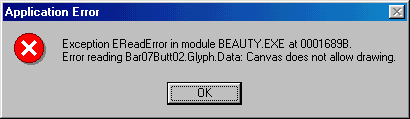 Application Error
Exception EReadError in module BEAUTY.EXE at 0001689B.
Error reading Bar07Butt02.Glyph.Data: Canvas does not allow drawing.
OK